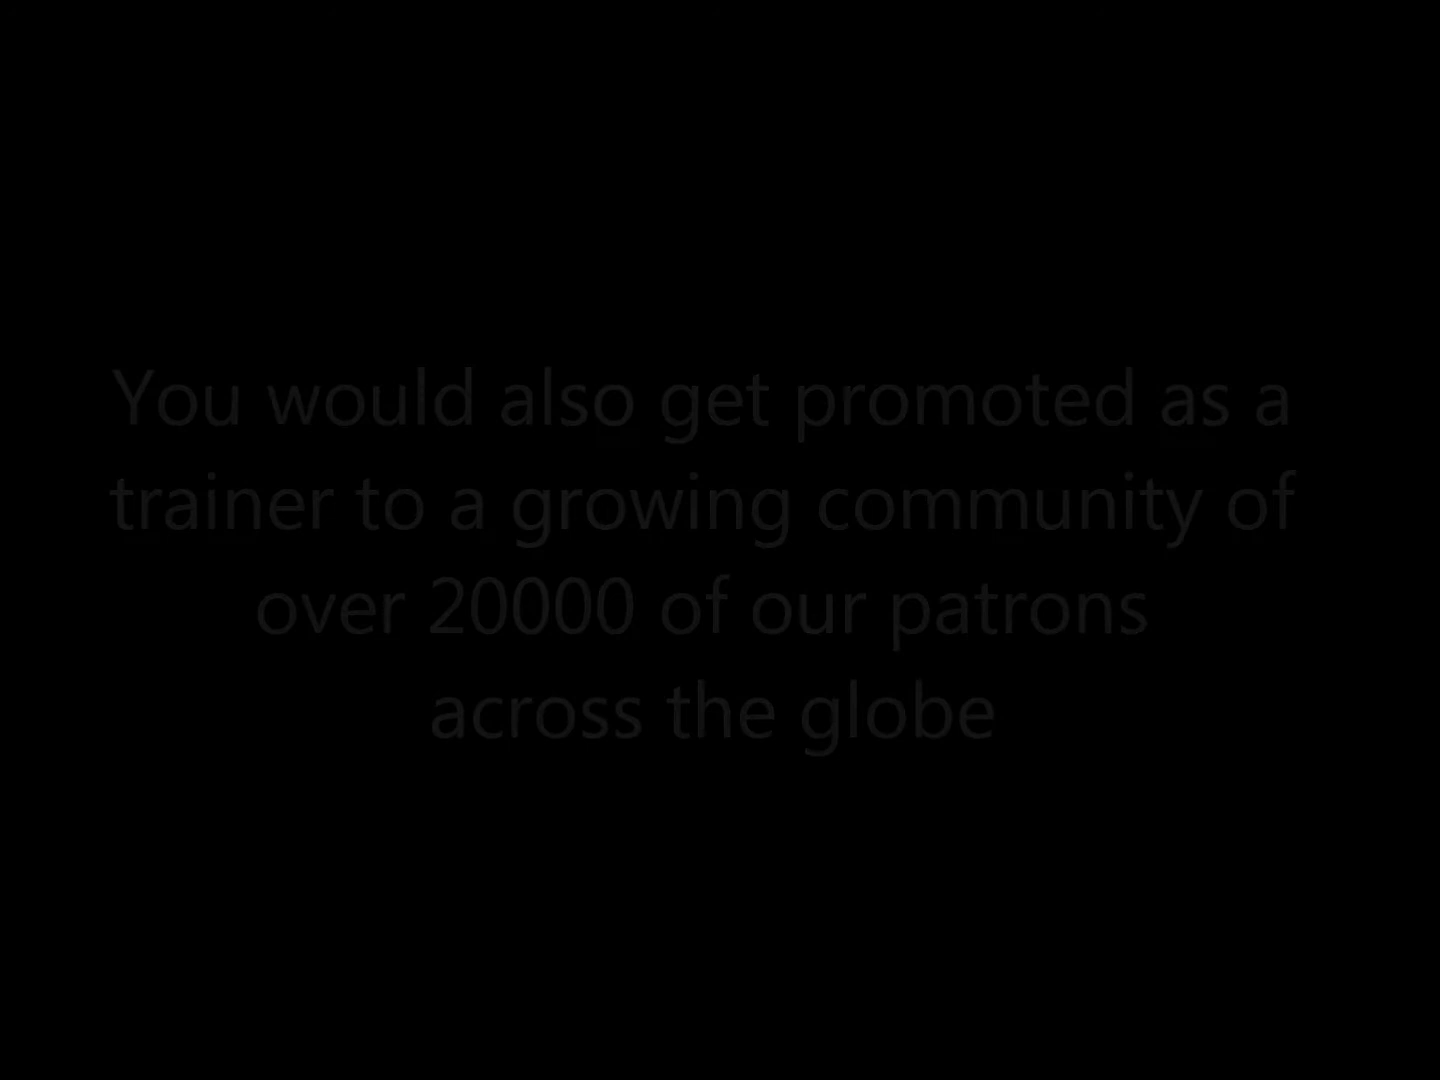 You would also get promoted as a
trainer to a growing community of
over 20000 of our patrons
across the globe